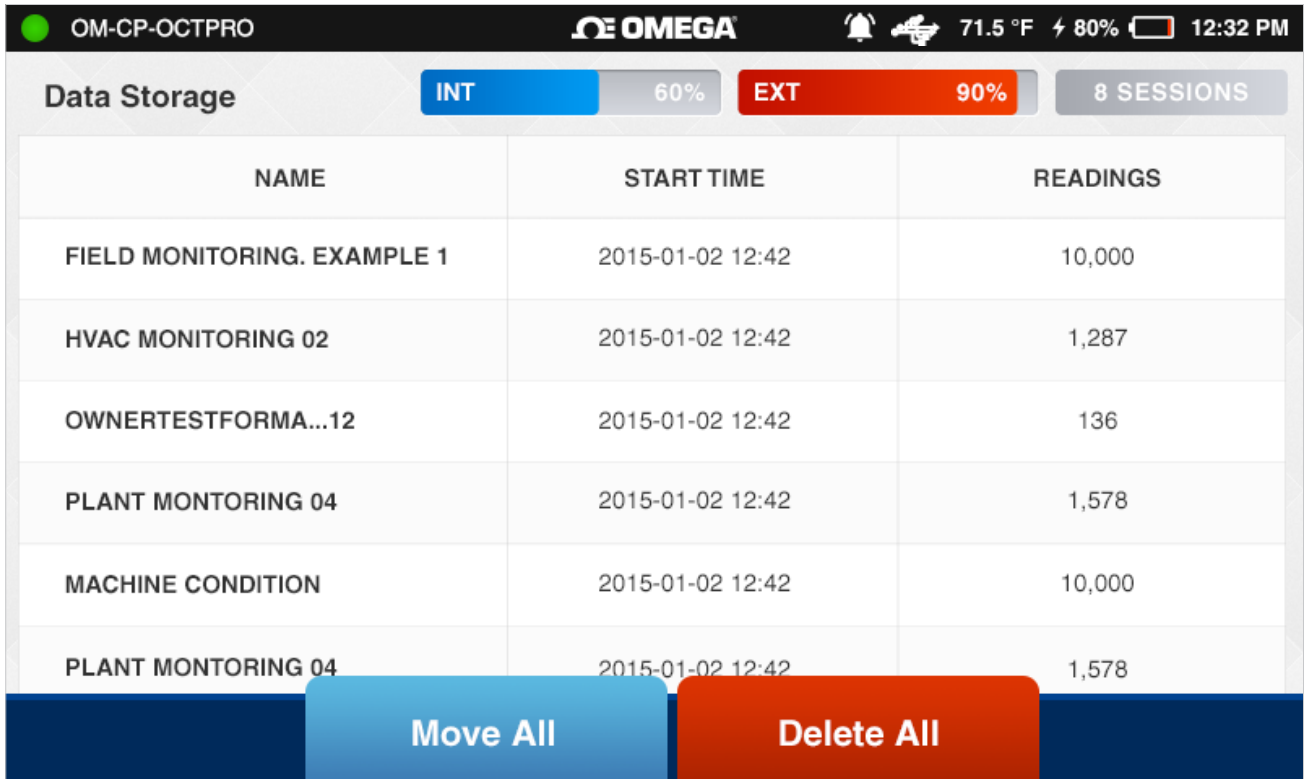 OM-CP-OCTPRO ΩE OMEGA 71.5 °F 80% 12:32 PM
Data Storage INT 60% EXT 90% 8 SESSIONS
NAME START TIME READINGS
FIELD MONITORING. EXAMPLE 1 2015-01-02 12:42 10,000
HVAC MONITORING 02 2015-01-02 12:42 1,287
OWNERTESTFORMA...12 2015-01-02 12:42 136
PLANT MONTORING 04 2015-01-02 12:42 1,578
MACHINE CONDITION 2015-01-02 12:42 10,000
PLANT MONTORING 04 2015-01-02 12:42 1,578
Move All Delete All